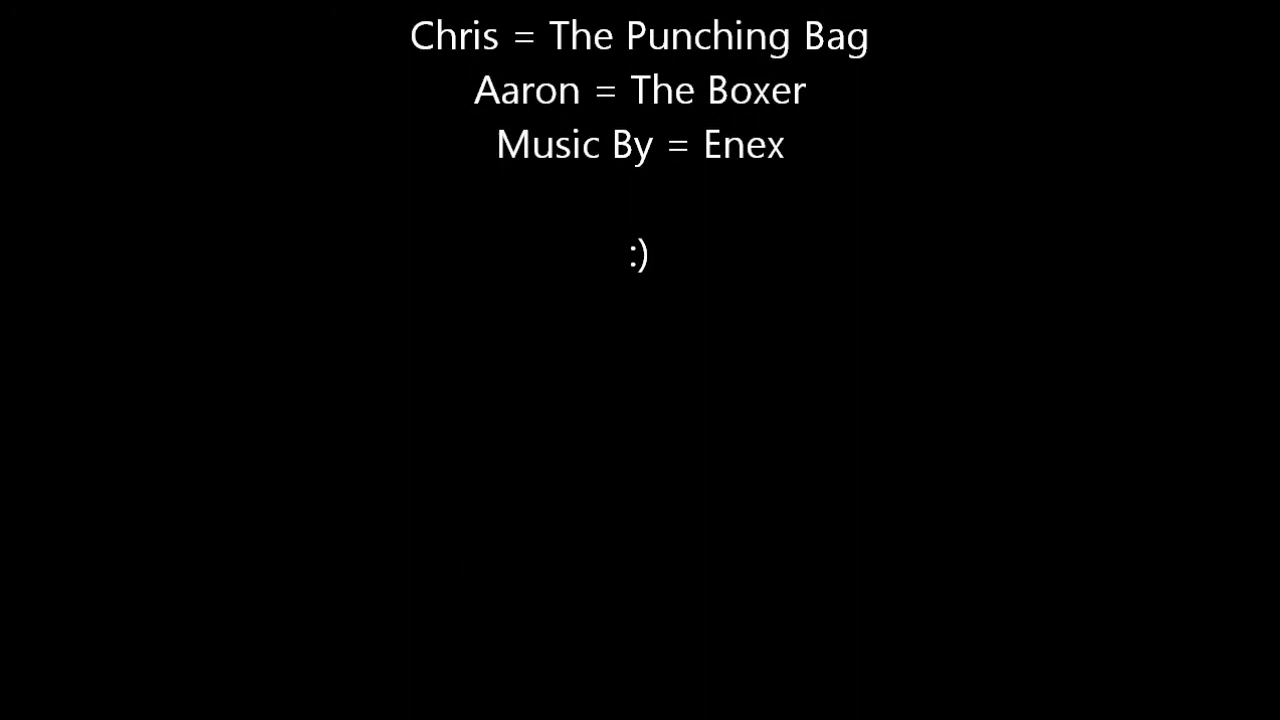 Chris = The Punching Bag
Aaron = The Boxer
Music By = Enex
:)